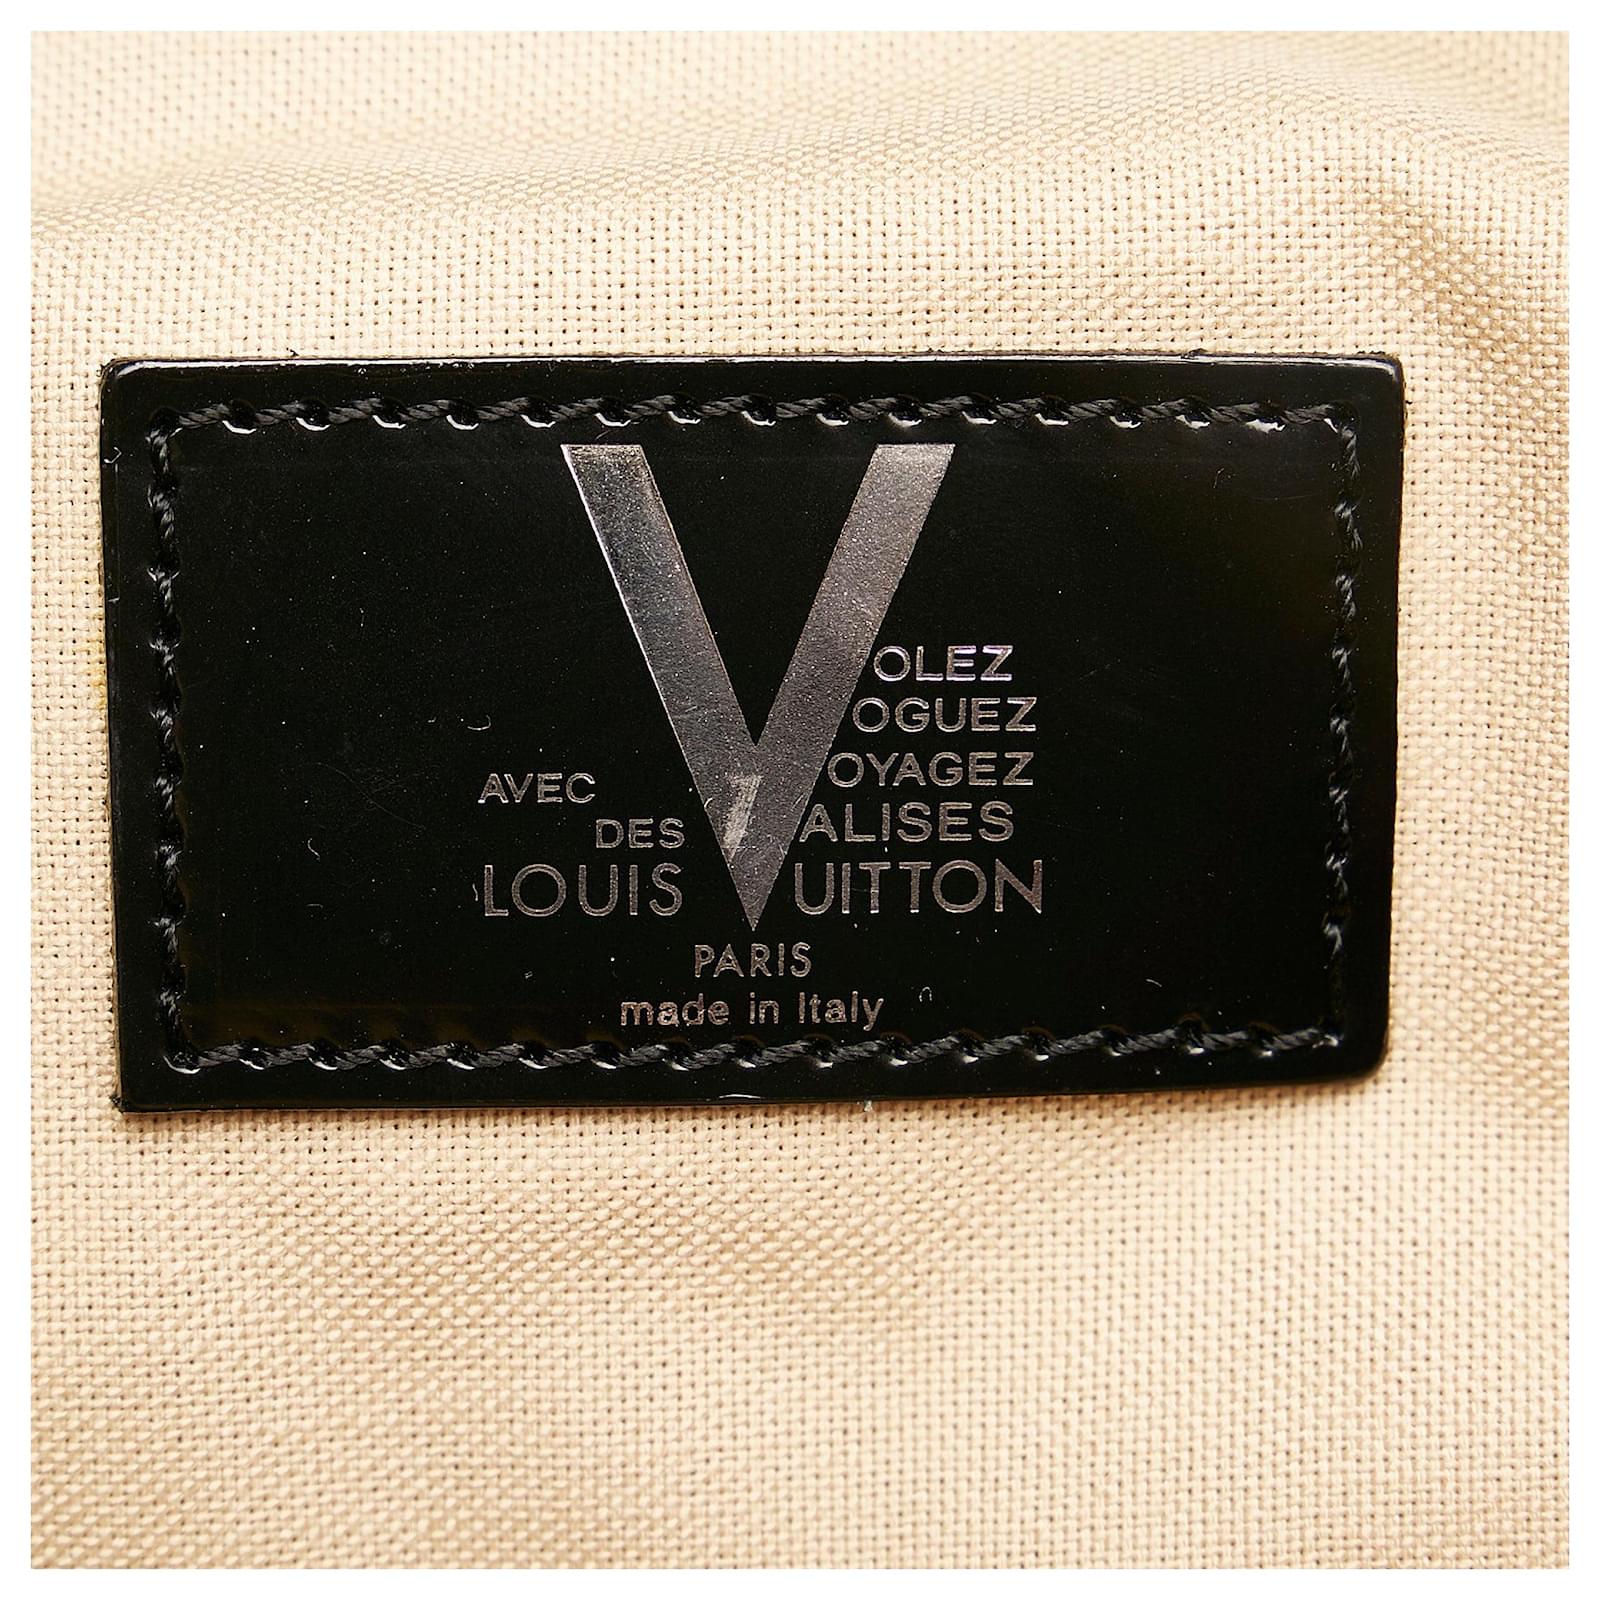 VOLEZ
VOGUEZ
VOYAGEZ
AVEC
DES VALISES
LOUIS VUITTON
PARIS
made in Italy